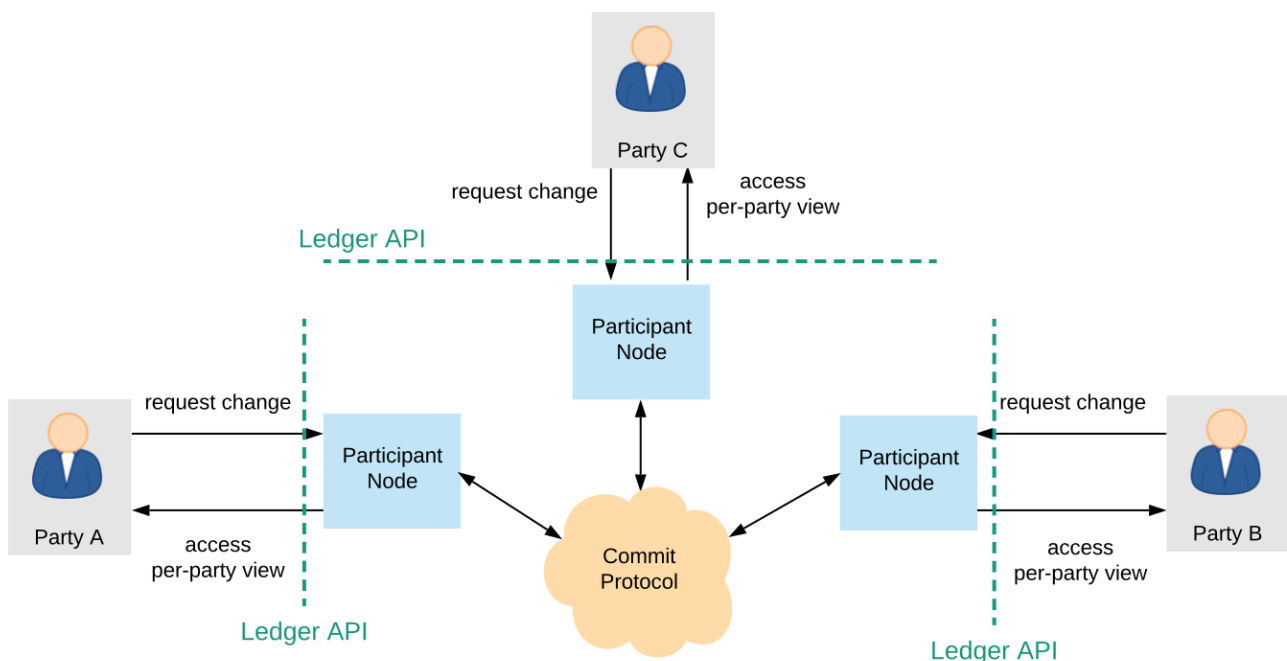 Party C
request change
access
per-party view
Ledger API
Participant
Node
request change
Participant
Node
Party A
access
per-party view
Ledger API
Commit
Protocol
request change
Participant
Node
Party B
access
per-party view
Ledger API